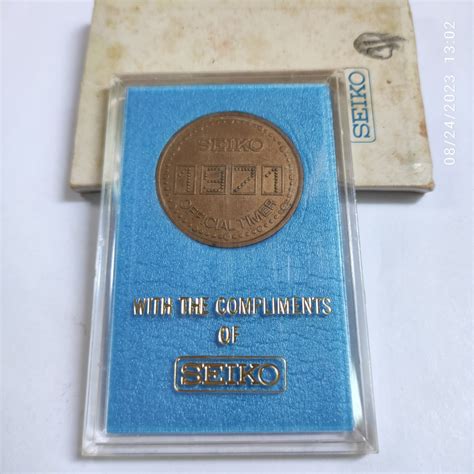 08/24/2023 13:02
SEIKO
SEIKO
1971
OFFICIAL TIMER
WITH THE COMPLIMENTS
OF
SEIKO